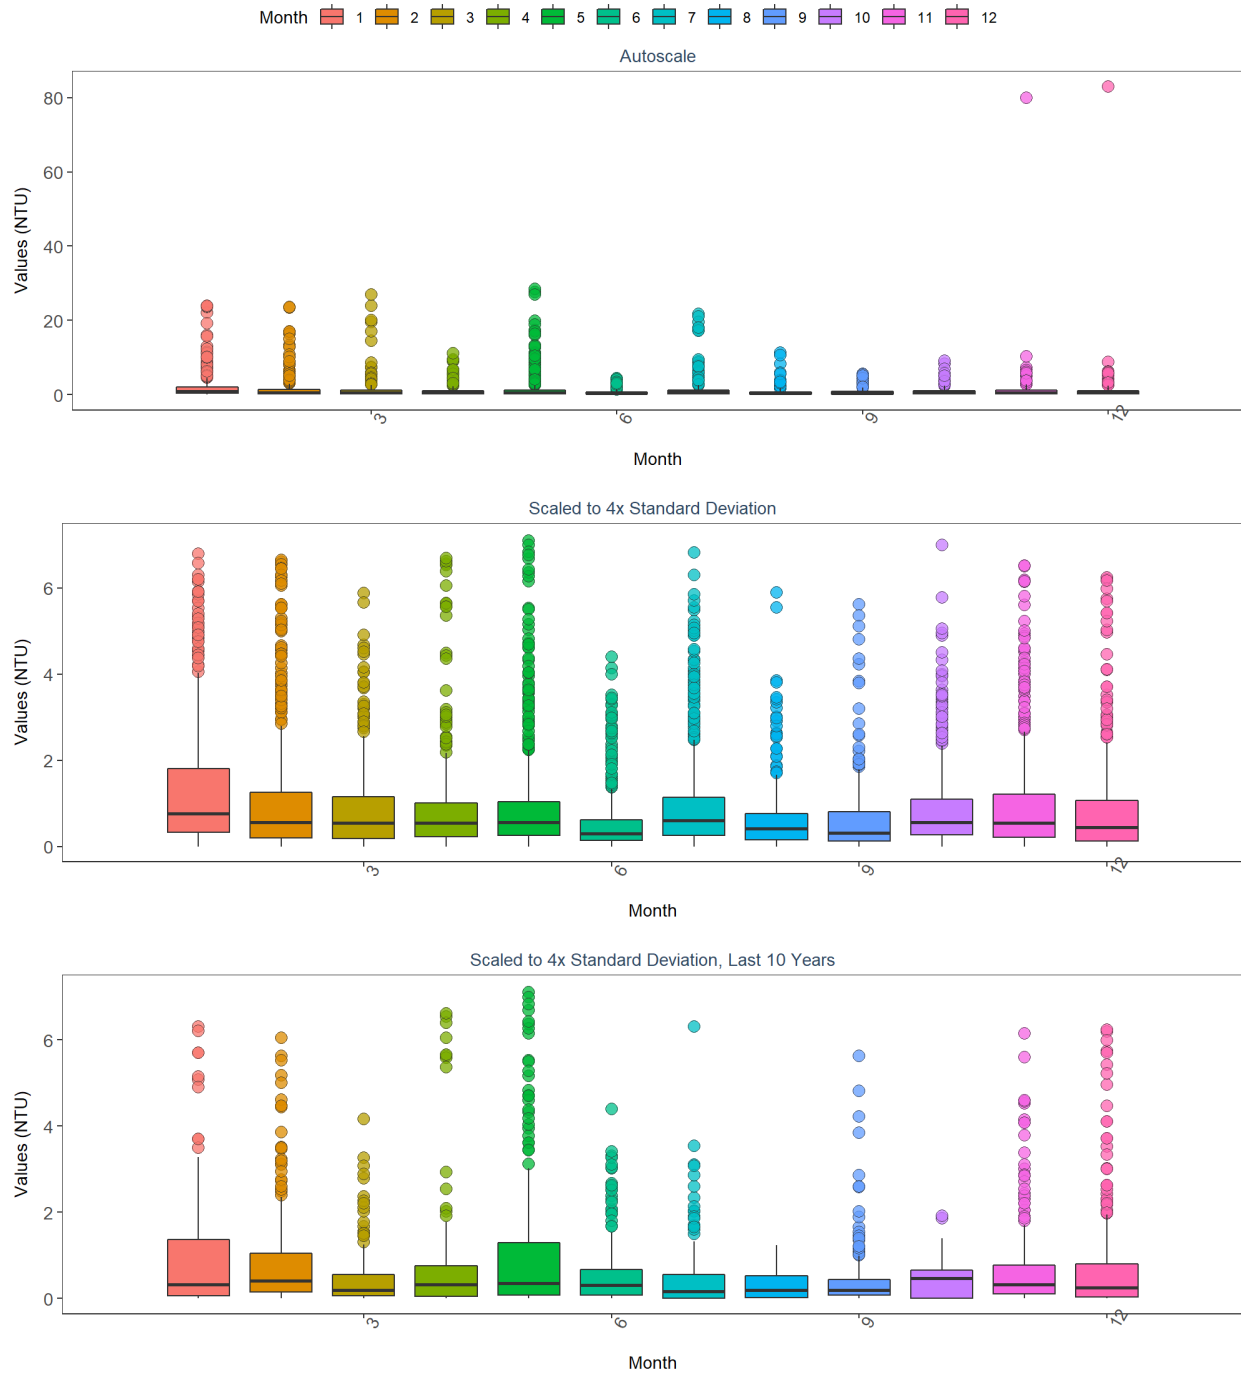 Month 1 2 3 4 5 6 7 8 9 10 11 12
Autoscale
Values (NTU)
80
60
40
20
0
3 6 9 12
Month
Scaled to 4x Standard Deviation
Values (NTU)
6
4
2
0
3 6 9 12
Month
Scaled to 4x Standard Deviation, Last 10 Years
Values (NTU)
6
4
2
0
3 6 9 12
Month